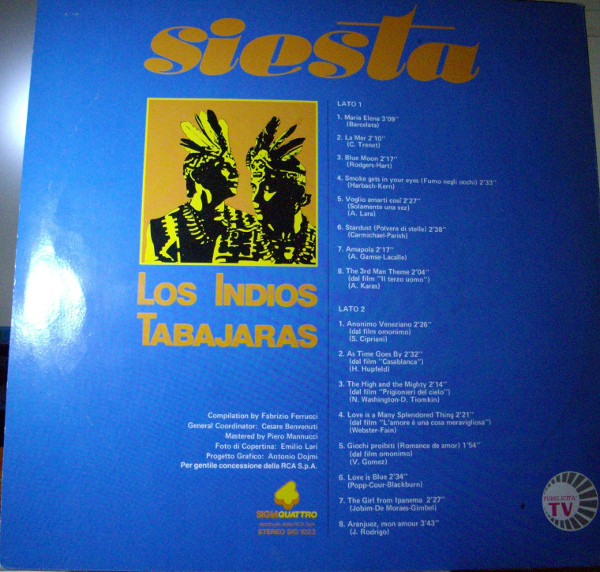 siesta
LOS INDIOS
TABAJARAS
Compilation by Fabrizio Ferrucci
General Coordinator: Cesare Benvenuti
Mastered by Piero Mannucci
Foto di Copertina: Emilio Lari
Progetto Grafico: Antonio Dojmi
Per gentile concessione della RCA S.p.A.
SIGLAQUATTRO
STEREO
LATO 1
1. Maria Elena 3'09"
(Barcelata)
2. La Mer 2'10"
(C. Trenet)
3. Blue Moon 2'17"
(Rodgers-Hart)
4. Smoke gets in your eyes (Fumo negli occhi) 2'33"
(Harbach-Kern)
5. Voglio amarti così 2'27"
(Solamente una vez)
(A. Lara)
6. Stardust (Polvere di stelle) 2'38"
(Carmichael-Parish)
7. Amapola 2'17"
(A. Gamse-Lacalle)
8. The 3rd Man Theme 2'04"
(dal film "Il terzo uomo")
(A. Karas)
LATO 2
1. Anonimo Veneziano 2'26"
(dal film omonimo)
(S. Cipriani)
2. As Time Goes By 2'32"
(dal film "Casablanca")
(H. Hupfeld)
3. The High and the Mighty 2'14"
(dal film "Prigionieri del cielo")
(N. Washington-D. Tiomkin)
4. Love is a Many Splendored Thing 2'21"
(dal film "L'amore è una cosa meravigliosa")
(Webster-Fain)
5. Giochi proibiti (Romance de amor) 1'54"
(dal film omonimo)
(V. Gomez)
6. Love is Blue 2'34"
(Popp-Cour-Blackburn)
7. The Girl from Ipanema 2'27"
(Jobim-De Moraes-Gimbel)
8. Aranjuez, mon amour 3'43"
(J. Rodrigo)
PUBBLICITA'
TV